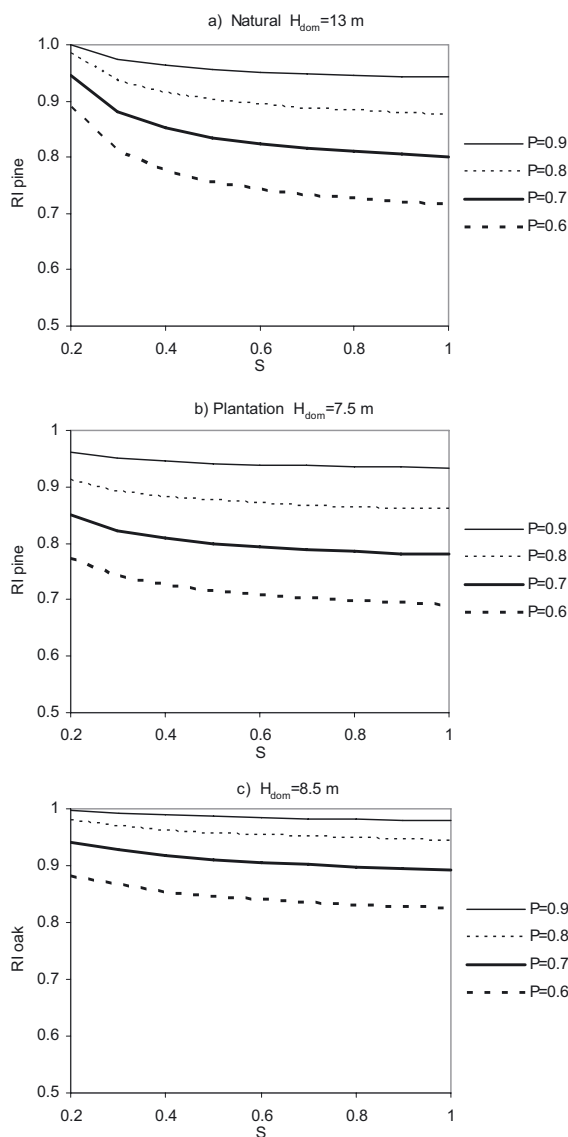 a) Natural Hdom=13 m
1.0
0.9
0.8
0.7
0.6
0.5
RI pine
0.2 0.4 0.6 0.8 1
S
P=0.9
P=0.8
P=0.7
P=0.6
b) Plantation Hdom=7.5 m
1
0.9
0.8
0.7
0.6
0.5
RI pine
0.2 0.4 0.6 0.8 1
S
P=0.9
P=0.8
P=0.7
P=0.6
c) Hdom=8.5 m
1
0.9
0.8
0.7
0.6
0.5
RI oak
0.2 0.4 0.6 0.8 1
S
P=0.9
P=0.8
P=0.7
P=0.6